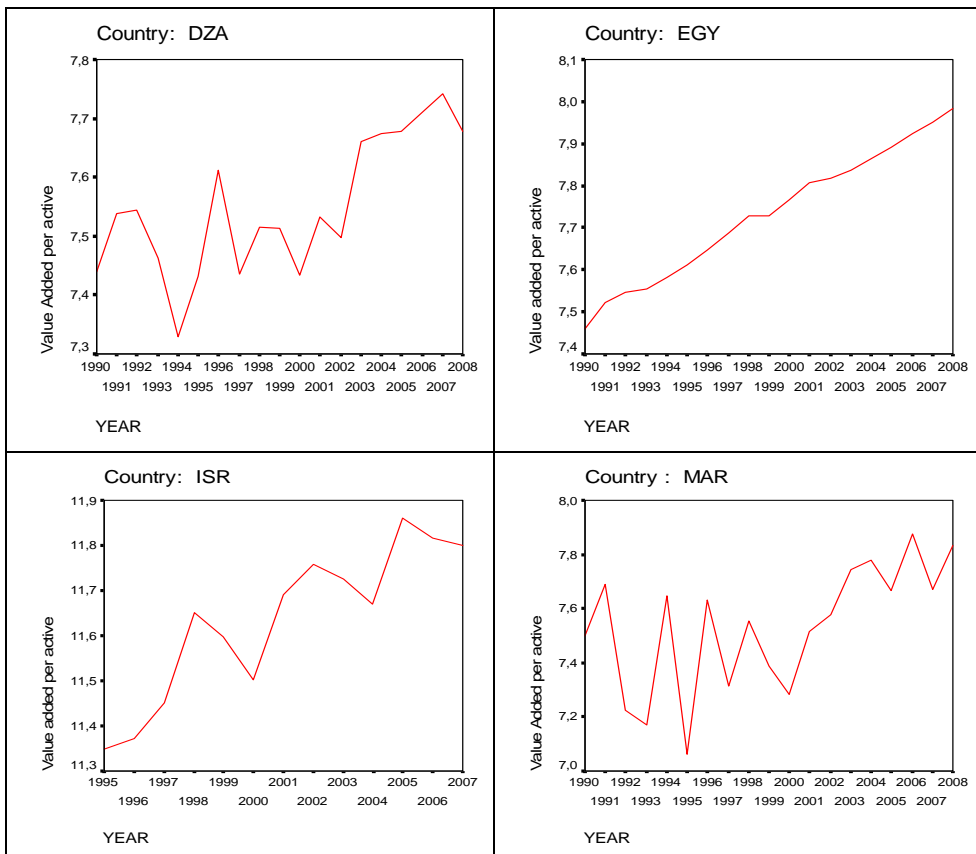 Country: DZA
Value Added per active
7,8
7,7
7,6
7,5
7,4
7,3
1990 1992 1994 1996 1998 2000 2002 2004 2006 2008
1991 1993 1995 1997 1999 2001 2003 2005 2007
YEAR
Country: EGY
Value added per active
8,1
8,0
7,9
7,8
7,7
7,6
7,5
7,4
1990 1992 1994 1996 1998 2000 2002 2004 2006 2008
1991 1993 1995 1997 1999 2001 2003 2005 2007
YEAR
Country: ISR
Value added per active
11,9
11,8
11,7
11,6
11,5
11,4
11,3
1995 1997 1999 2001 2003 2005 2007
1996 1998 2000 2002 2004 2006
YEAR
Country : MAR
Value Added per active
8,0
7,8
7,6
7,4
7,2
7,0
1990 1992 1994 1996 1998 2000 2002 2004 2006 2008
1991 1993 1995 1997 1999 2001 2003 2005 2007
YEAR